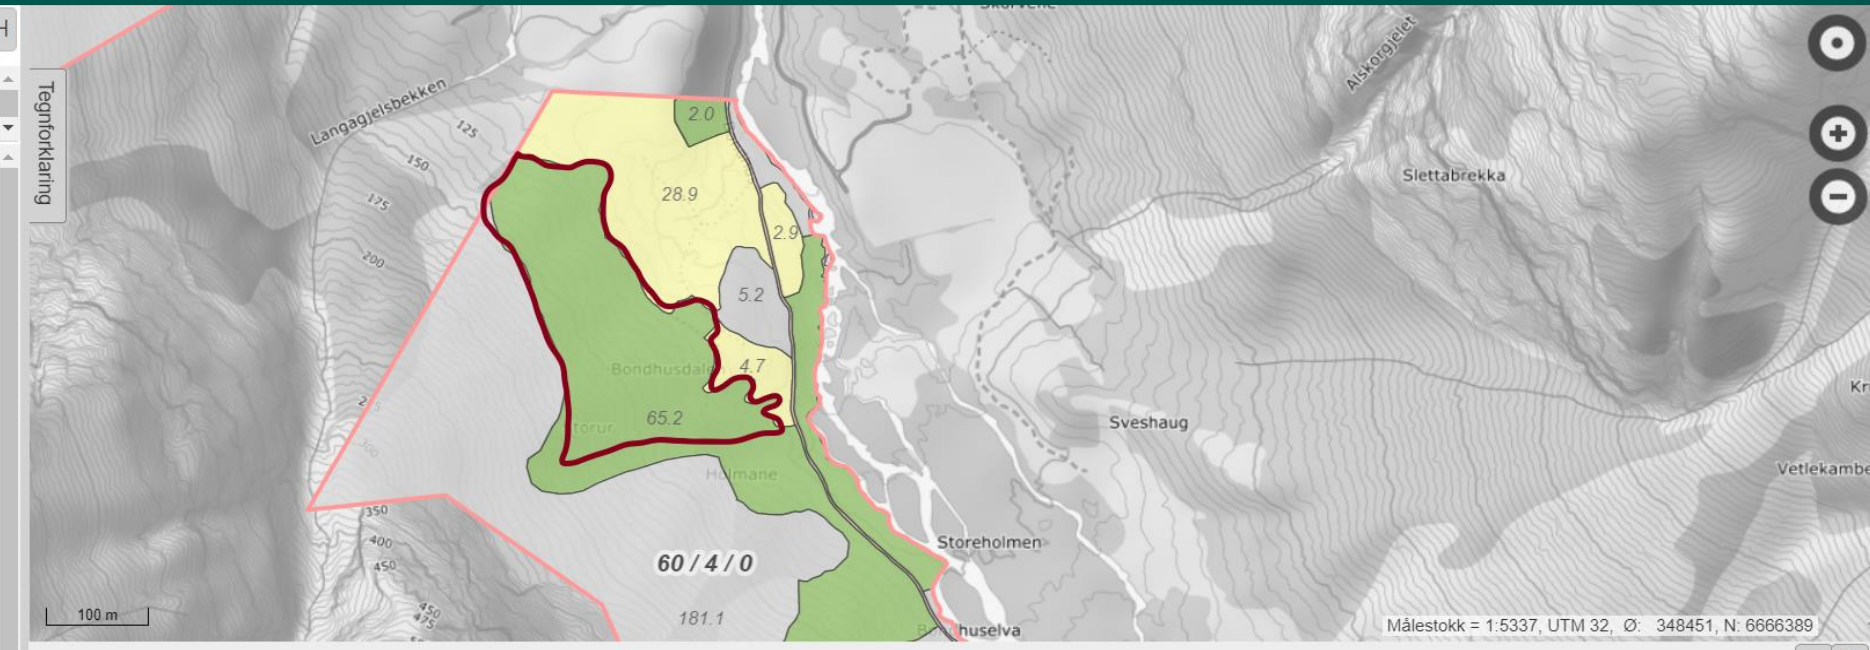 H
Tegnforklaring
Langagjelsbekken
125
150
175
200
300
350
400
450
450
475
2.0
28.9
2.9
5.2
4.7
Bondhusdalen
65.2
Holmane
60 / 4 / 0
181.1
Storeholmen
huselva
Alskorgjelet
Slettabrekka
Sveshaug
Vetlekambe
Kr
100 m
Målestokk = 1:5337, UTM 32, Ø: 348451, N: 6666389